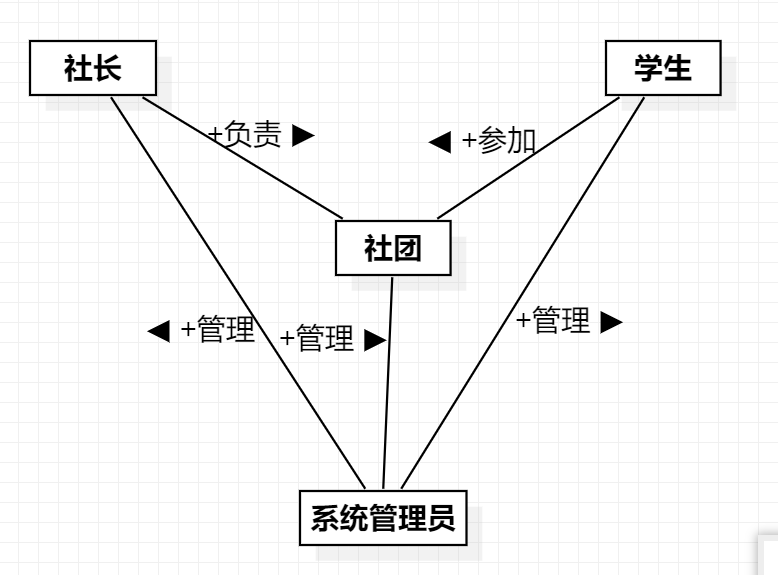 社长
学生
+负责 ▶
◀ +参加
社团
◀ +管理
+管理 ▶
+管理 ▶
系统管理员